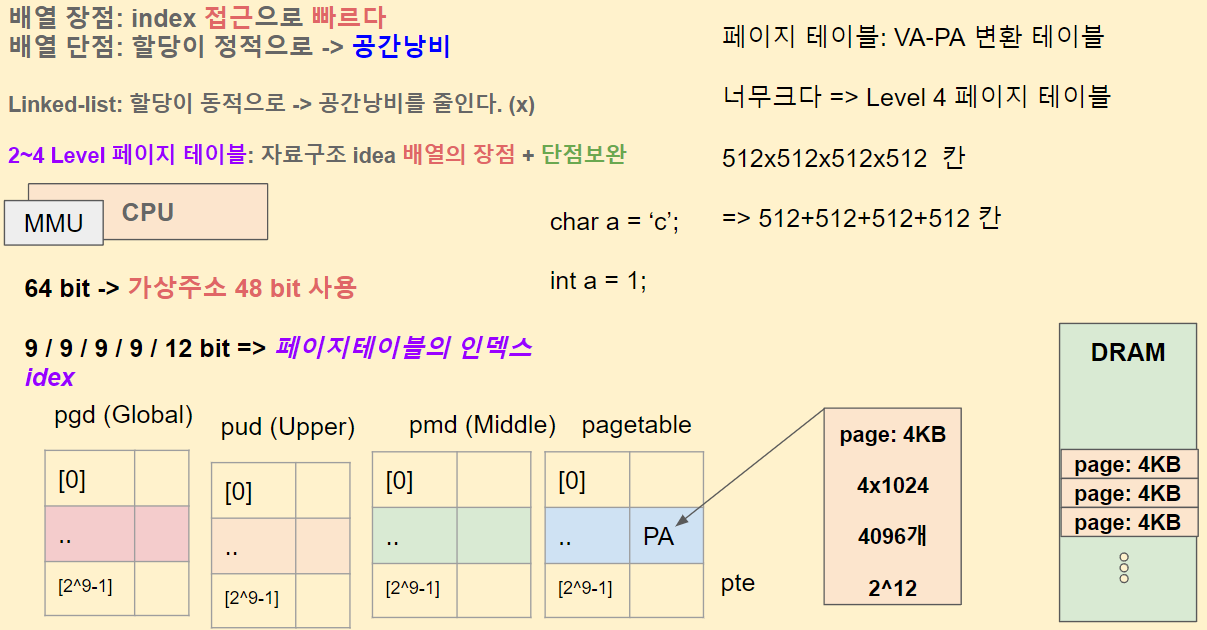 배열 장점: index 접근으로 빠르다
배열 단점: 할당이 정적으로 -> 공간낭비
Linked-list: 할당이 동적으로 -> 공간낭비를 줄인다. (x)
2~4 Level 페이지 테이블: 자료구조 idea 배열의 장점 + 단점보완
페이지 테이블: VA-PA 변환 테이블
너무크다 => Level 4 페이지 테이블
512x512x512x512 칸
=> 512+512+512+512 칸
MMU
CPU
char a = ‘c’;
int a = 1;
64 bit -> 가상주소 48 bit 사용
9 / 9 / 9 / 9 / 12 bit => 페이지테이블의 인덱스
idex
pgd (Global)
[0]
..
[2^9-1]
pud (Upper)
[0]
..
[2^9-1]
pmd (Middle)
[0]
..
[2^9-1]
pagetable
[0]
.. PA
[2^9-1]
pte
page: 4KB
4x1024
4096개
2^12
DRAM
page: 4KB
page: 4KB
page: 4KB